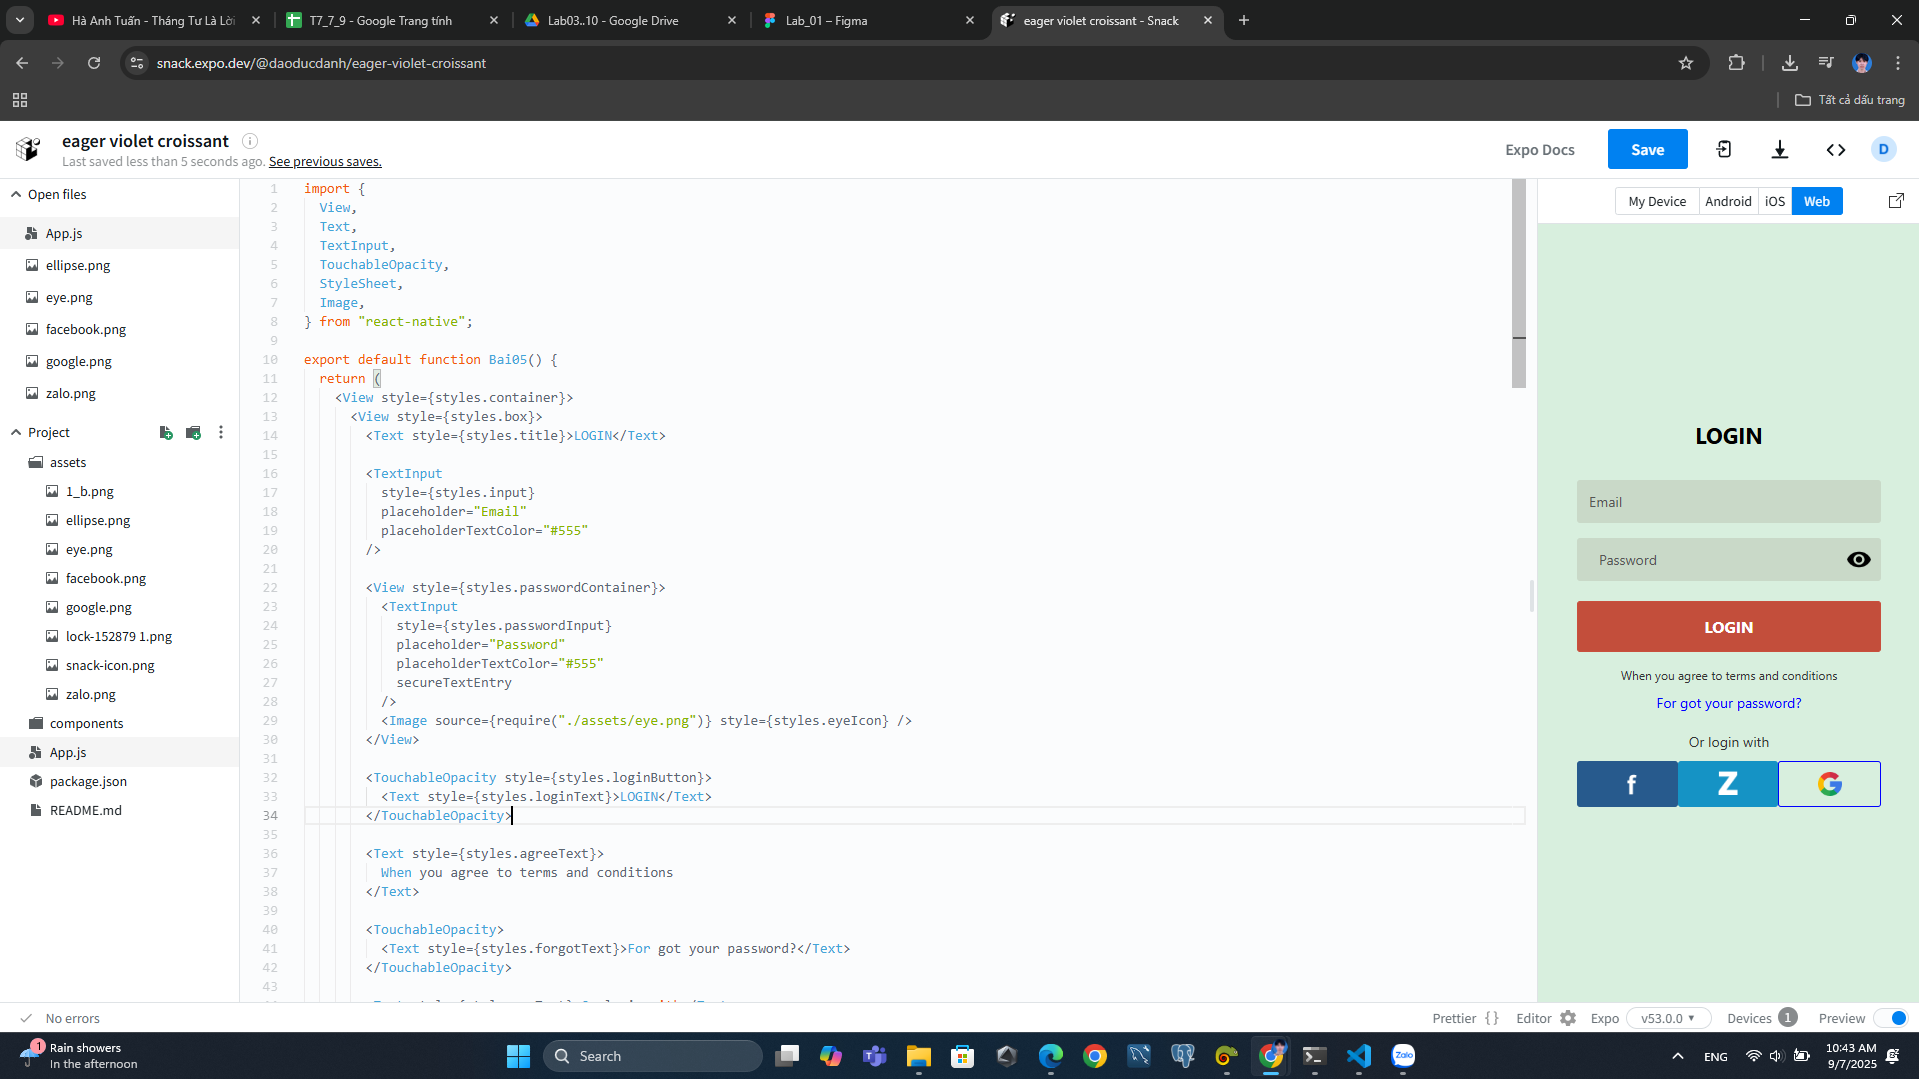 Hà Anh Tuấn - Tháng Tư Là Lời
T7_7_9 - Google Trang tính
Lab03..10 - Google Drive
Lab_01 – Figma
eager violet croissant - Snack
snack.expo.dev/@daoducdanh/eager-violet-croissant
Tất cả dấu trang
eager violet croissant
Last saved less than 5 seconds ago. See previous saves.
Expo Docs
Save
D
Open files
App.js
ellipse.png
eye.png
facebook.png
google.png
zalo.png
Project
assets
1_b.png
ellipse.png
eye.png
facebook.png
google.png
lock-152879 1.png
snack-icon.png
zalo.png
components
App.js
package.json
README.md
1 import {
2 View,
3 Text,
4 TextInput,
5 TouchableOpacity,
6 StyleSheet,
7 Image,
8 } from "react-native";
9
10 export default function Bai05() {
11 return (
12 <View style={styles.container}>
13 <View style={styles.box}>
14 <Text style={styles.title}>LOGIN</Text>
15
16 <TextInput
17 style={styles.input}
18 placeholder="Email"
19 placeholderTextColor="#555"
20 />
21
22 <View style={styles.passwordContainer}>
23 <TextInput
24 style={styles.passwordInput}
25 placeholder="Password"
26 placeholderTextColor="#555"
27 secureTextEntry
28 />
29 <Image source={require("./assets/eye.png")} style={styles.eyeIcon} />
30 </View>
31
32 <TouchableOpacity style={styles.loginButton}>
33 <Text style={styles.loginText}>LOGIN</Text>
34 </TouchableOpacity>
35
36 <Text style={styles.agreeText}>
37 When you agree to terms and conditions
38 </Text>
39
40 <TouchableOpacity>
41 <Text style={styles.forgotText}>For got your password?</Text>
42 </TouchableOpacity>
43
My Device
Android
iOS
Web
LOGIN
Email
Password
LOGIN
When you agree to terms and conditions
For got your password?
Or login with
f
Z
G
No errors
Prettier { }
Editor
Expo
v53.0.0
Devices 1
Preview
1
Rain showers
In the afternoon
Search
Zalo
ENG
10:43 AM
9/7/2025